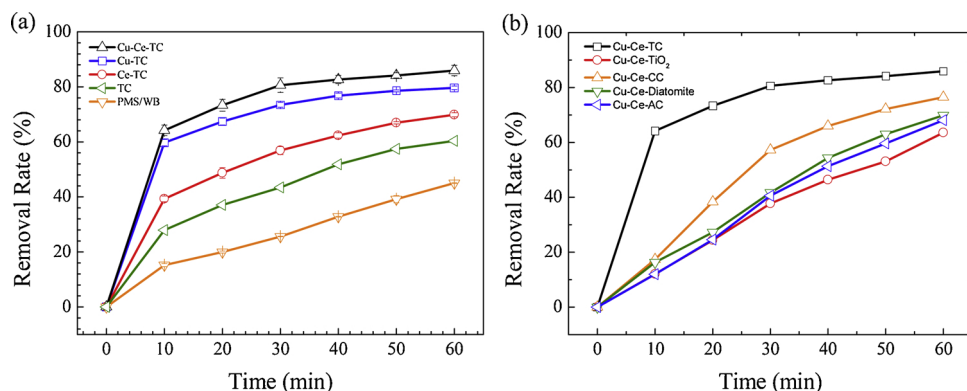 (a)
100
80
60
40
20
0
Removal Rate (%)
Cu-Ce-TC
Cu-TC
Ce-TC
TC
PMS/WB
0 10 20 30 40 50 60
Time (min)
(b)
100
80
60
40
20
0
Removal Rate (%)
Cu-Ce-TC
Cu-Ce-TiO₂
Cu-Ce-CC
Cu-Ce-Diatomite
Cu-Ce-AC
0 10 20 30 40 50 60
Time (min)